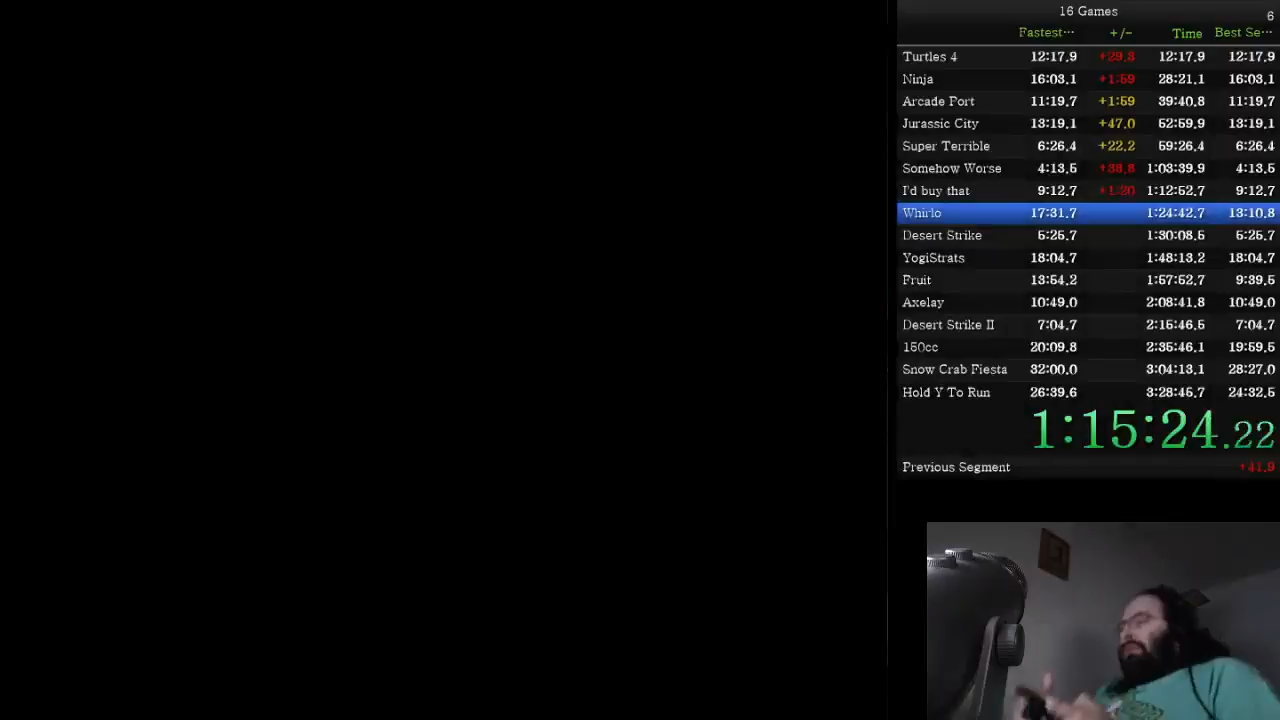 16 Games
6
Fastest… +/- Time Best Se…
Turtles 4 12:17.9 +29.3 12:17.9 12:17.9
Ninja 16:03.1 +1:59 28:21.1 16:03.1
Arcade Port 11:19.7 +1:59 39:40.8 11:19.7
Jurassic City 13:19.1 +47.0 52:59.9 13:19.1
Super Terrible 6:26.4 +22.2 59:26.4 6:26.4
Somehow Worse 4:13.5 +38.8 1:03:39.9 4:13.5
I'd buy that 9:12.7 +1:20 1:12:52.7 9:12.7
Whirlo 17:31.7 1:24:42.7 13:10.8
Desert Strike 5:25.7 1:30:08.5 5:25.7
YogiStrats 18:04.7 1:48:13.2 18:04.7
Fruit 13:54.2 1:57:52.7 9:39.5
Axelay 10:49.0 2:08:41.8 10:49.0
Desert Strike II 7:04.7 2:15:46.5 7:04.7
150cc 20:09.8 2:35:46.1 19:59.5
Snow Crab Fiesta 32:00.0 3:04:13.1 28:27.0
Hold Y To Run 26:39.6 3:28:45.7 24:32.5
1:15:24.22
Previous Segment +41.9